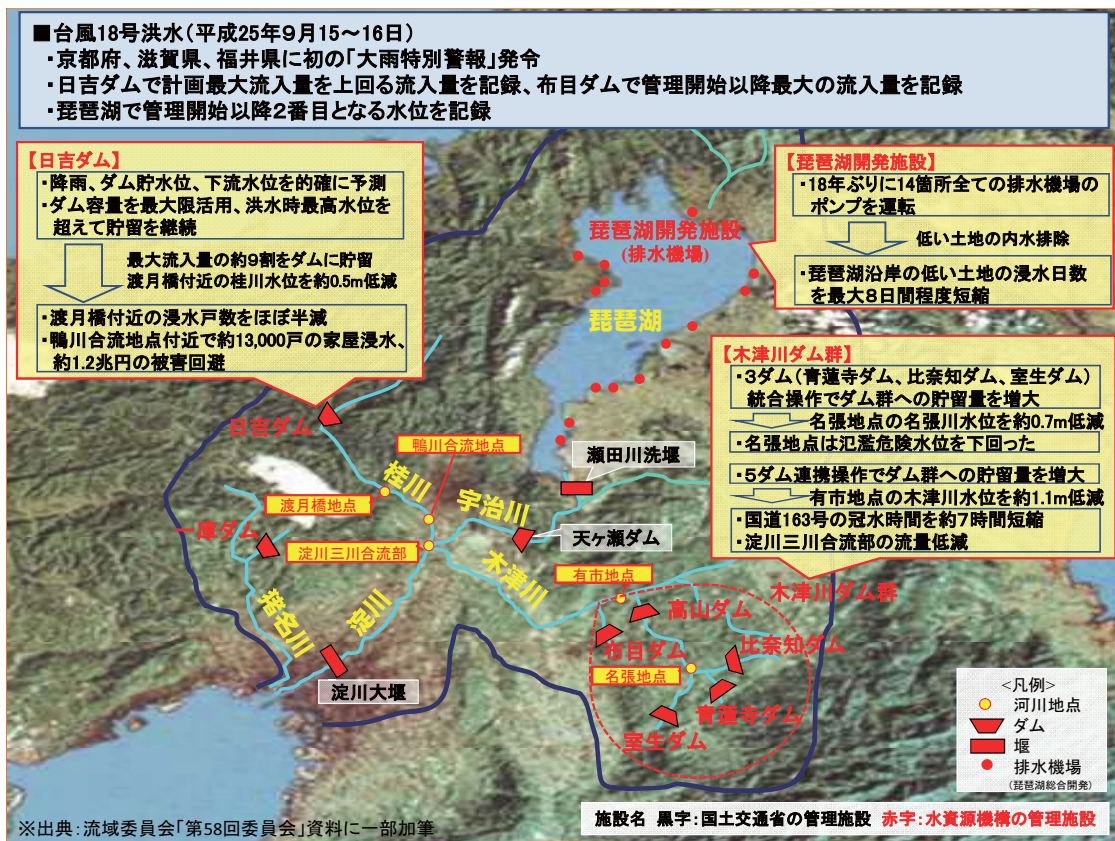 ■台風18号洪水（平成25年９月15～16日）
・京都府、滋賀県、福井県に初の「大雨特別警報」発令
・日吉ダムで計画最大流入量を上回る流入量を記録、布目ダムで管理開始以降最大の流入量を記録
・琵琶湖で管理開始以降２番目となる水位を記録
【日吉ダム】
・降雨、ダム貯水位、下流水位を的確に予測
・ダム容量を最大限活用、洪水時最高水位を
超えて貯留を継続
最大流入量の約９割をダムに貯留
渡月橋付近の桂川水位を約0.5m低減
・渡月橋付近の浸水戸数をほぼ半減
・鴨川合流地点付近で約13,000戸の家屋浸水、
約1.2兆円の被害回避
【琵琶湖開発施設】
・18年ぶりに14箇所全ての排水機場の
ポンプを運転
低い土地の内水排除
・琵琶湖沿岸の低い土地の浸水日数
を最大８日間程度短縮
琵琶湖開発施設
(排水機場)
琵琶湖
【木津川ダム群】
・３ダム（青蓮寺ダム、比奈知ダム、室生ダム）
統合操作でダム群への貯留量を増大
名張地点の名張川水位を約0.7m低減
・名張地点は氾濫危険水位を下回った
・５ダム連携操作でダム群への貯留量を増大
有市地点の木津川水位を約1.1m低減
・国道163号の冠水時間を約７時間短縮
・淀川三川合流部の流量低減
日吉ダム
鴨川合流地点
瀬田川洗堰
桂川
渡月橋地点
宇治川
一庫ダム
天ヶ瀬ダム
淀川三川合流部
木津川
有市地点
木津川ダム群
高山ダム
猪名川
淀川
布目ダム
比奈知ダム
名張地点
淀川大堰
青蓮寺ダム
室生ダム
<凡例>
河川地点
ダム
堰
排水機場
(琵琶湖総合開発)
施設名 黒字：国土交通省の管理施設 赤字：水資源機構の管理施設
※出典：流域委員会「第58回委員会」資料に一部加筆